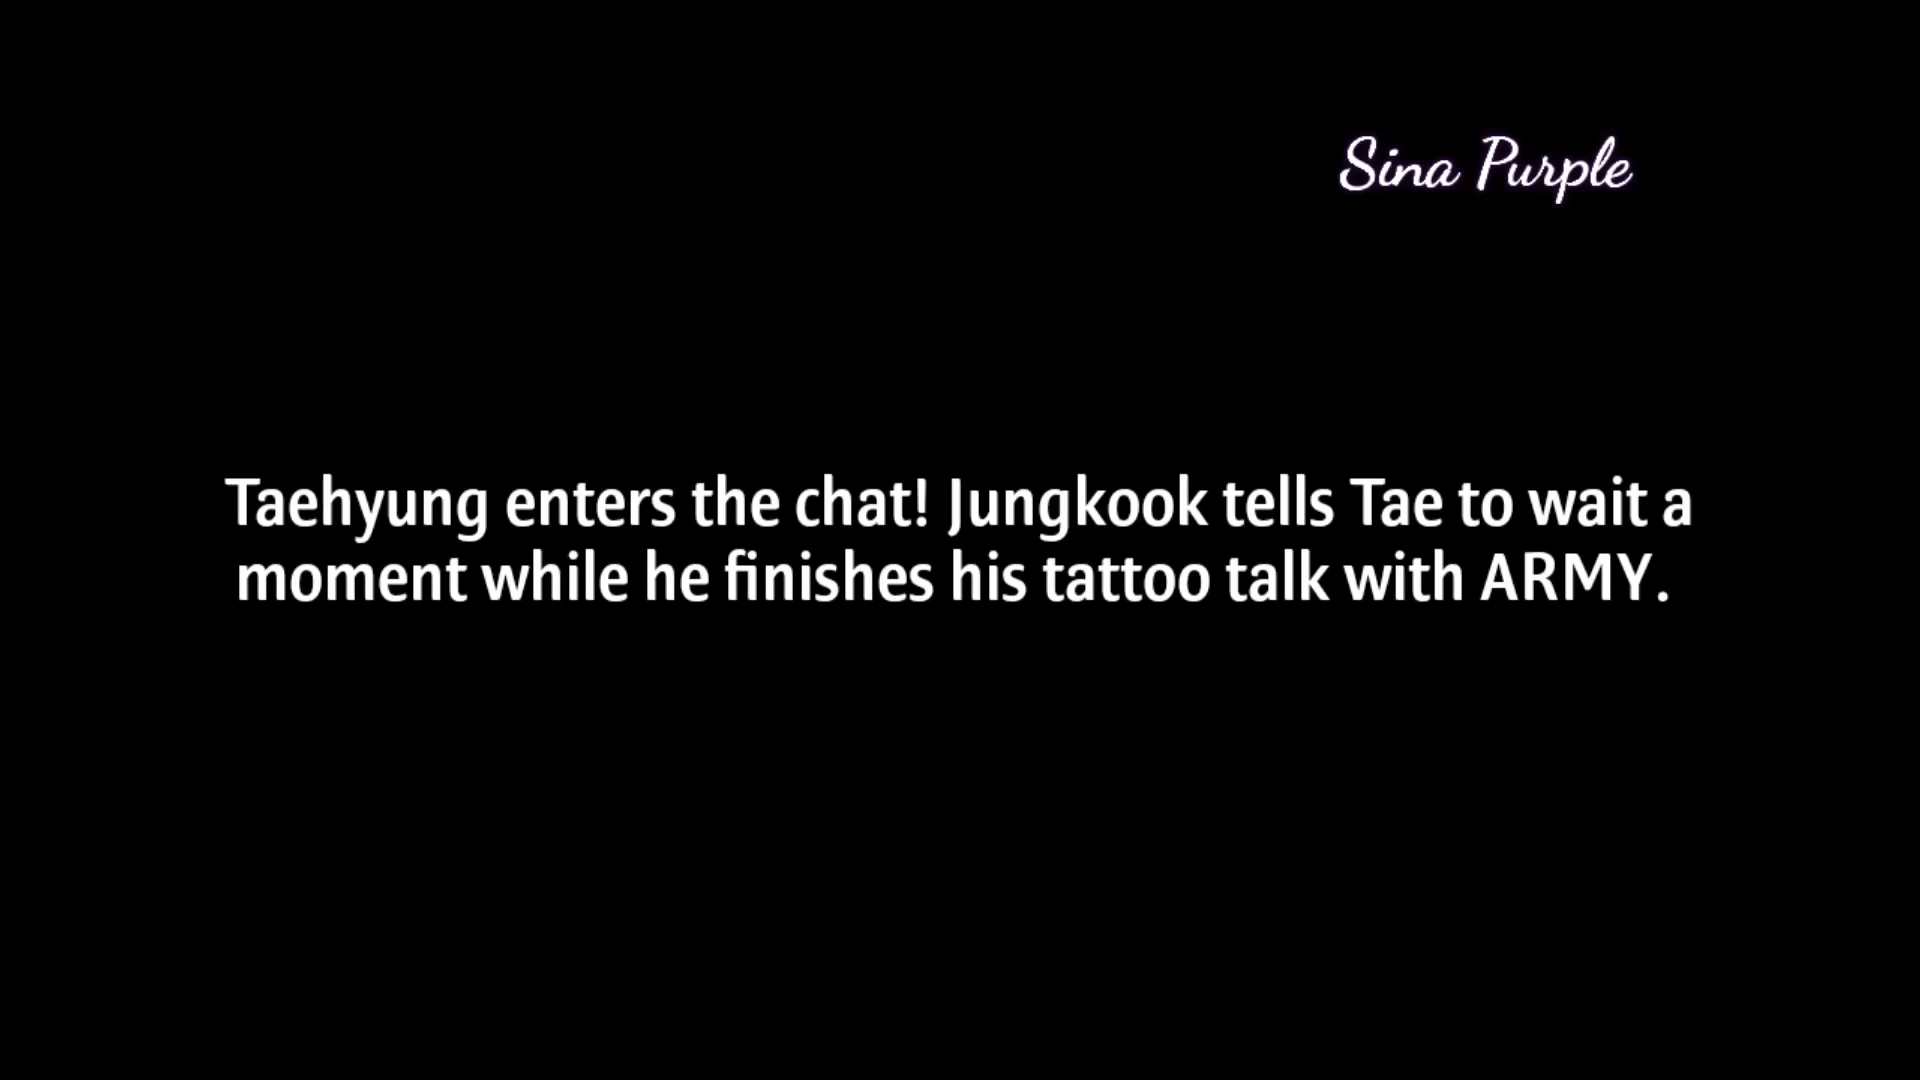 Sina Purple
Taehyung enters the chat! Jungkook tells Tae to wait a
moment while he finishes his tattoo talk with ARMY.